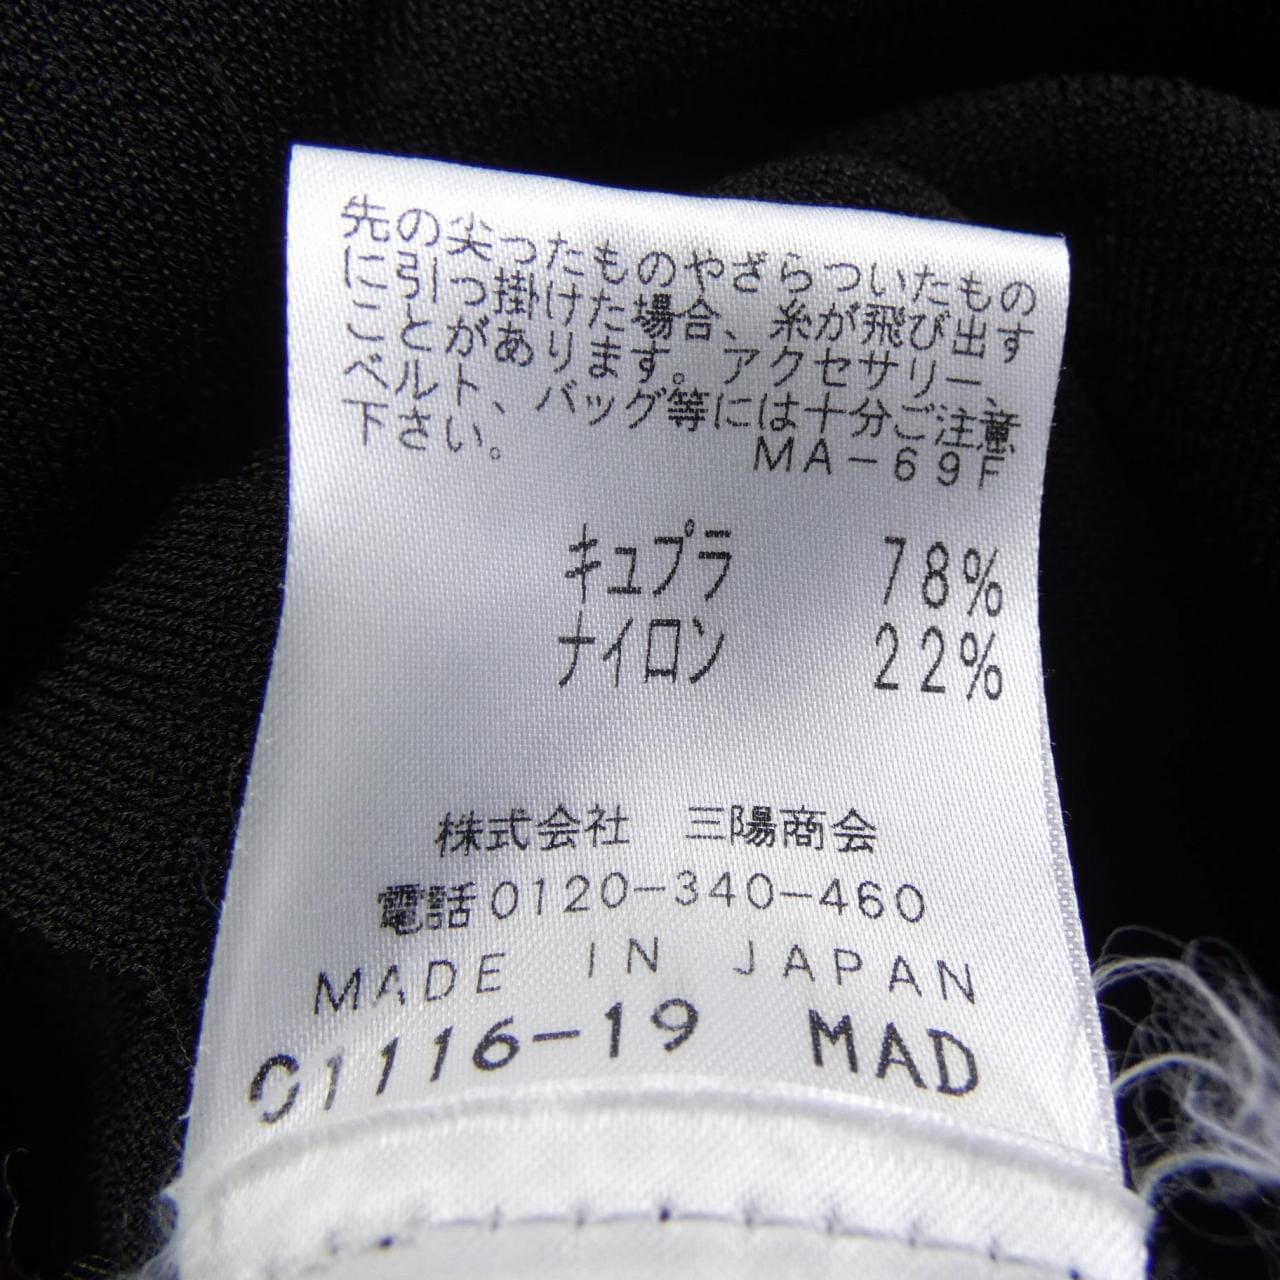 先の尖ったものやざらついたもの
に引っ掛けた場合、糸が飛び出す
ことがあります。アクセサリー、
ベルト、バッグ等には十分ご注意
下さい。
MA-69F
キュプラ 78%
ナイロン 22%
株式会社 三陽商会
電話0120-340-460
MADE IN JAPAN
01116-19 MAD